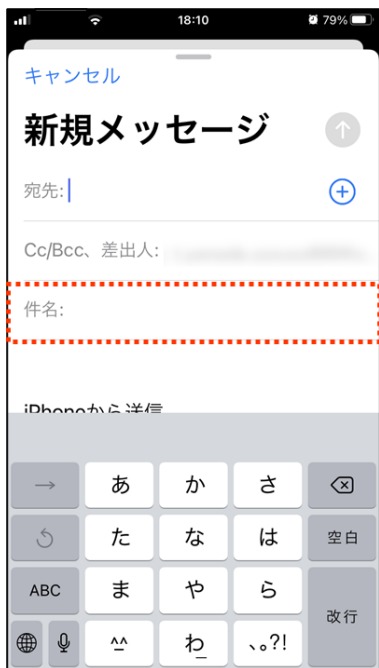 18:10 79%
キャンセル
新規メッセージ
宛先:
Cc/Bcc、差出人:
件名:
iPhoneから送信
→ あ か さ
た な は 空白
ABC ま や ら 改行
^^ わ 、。?!